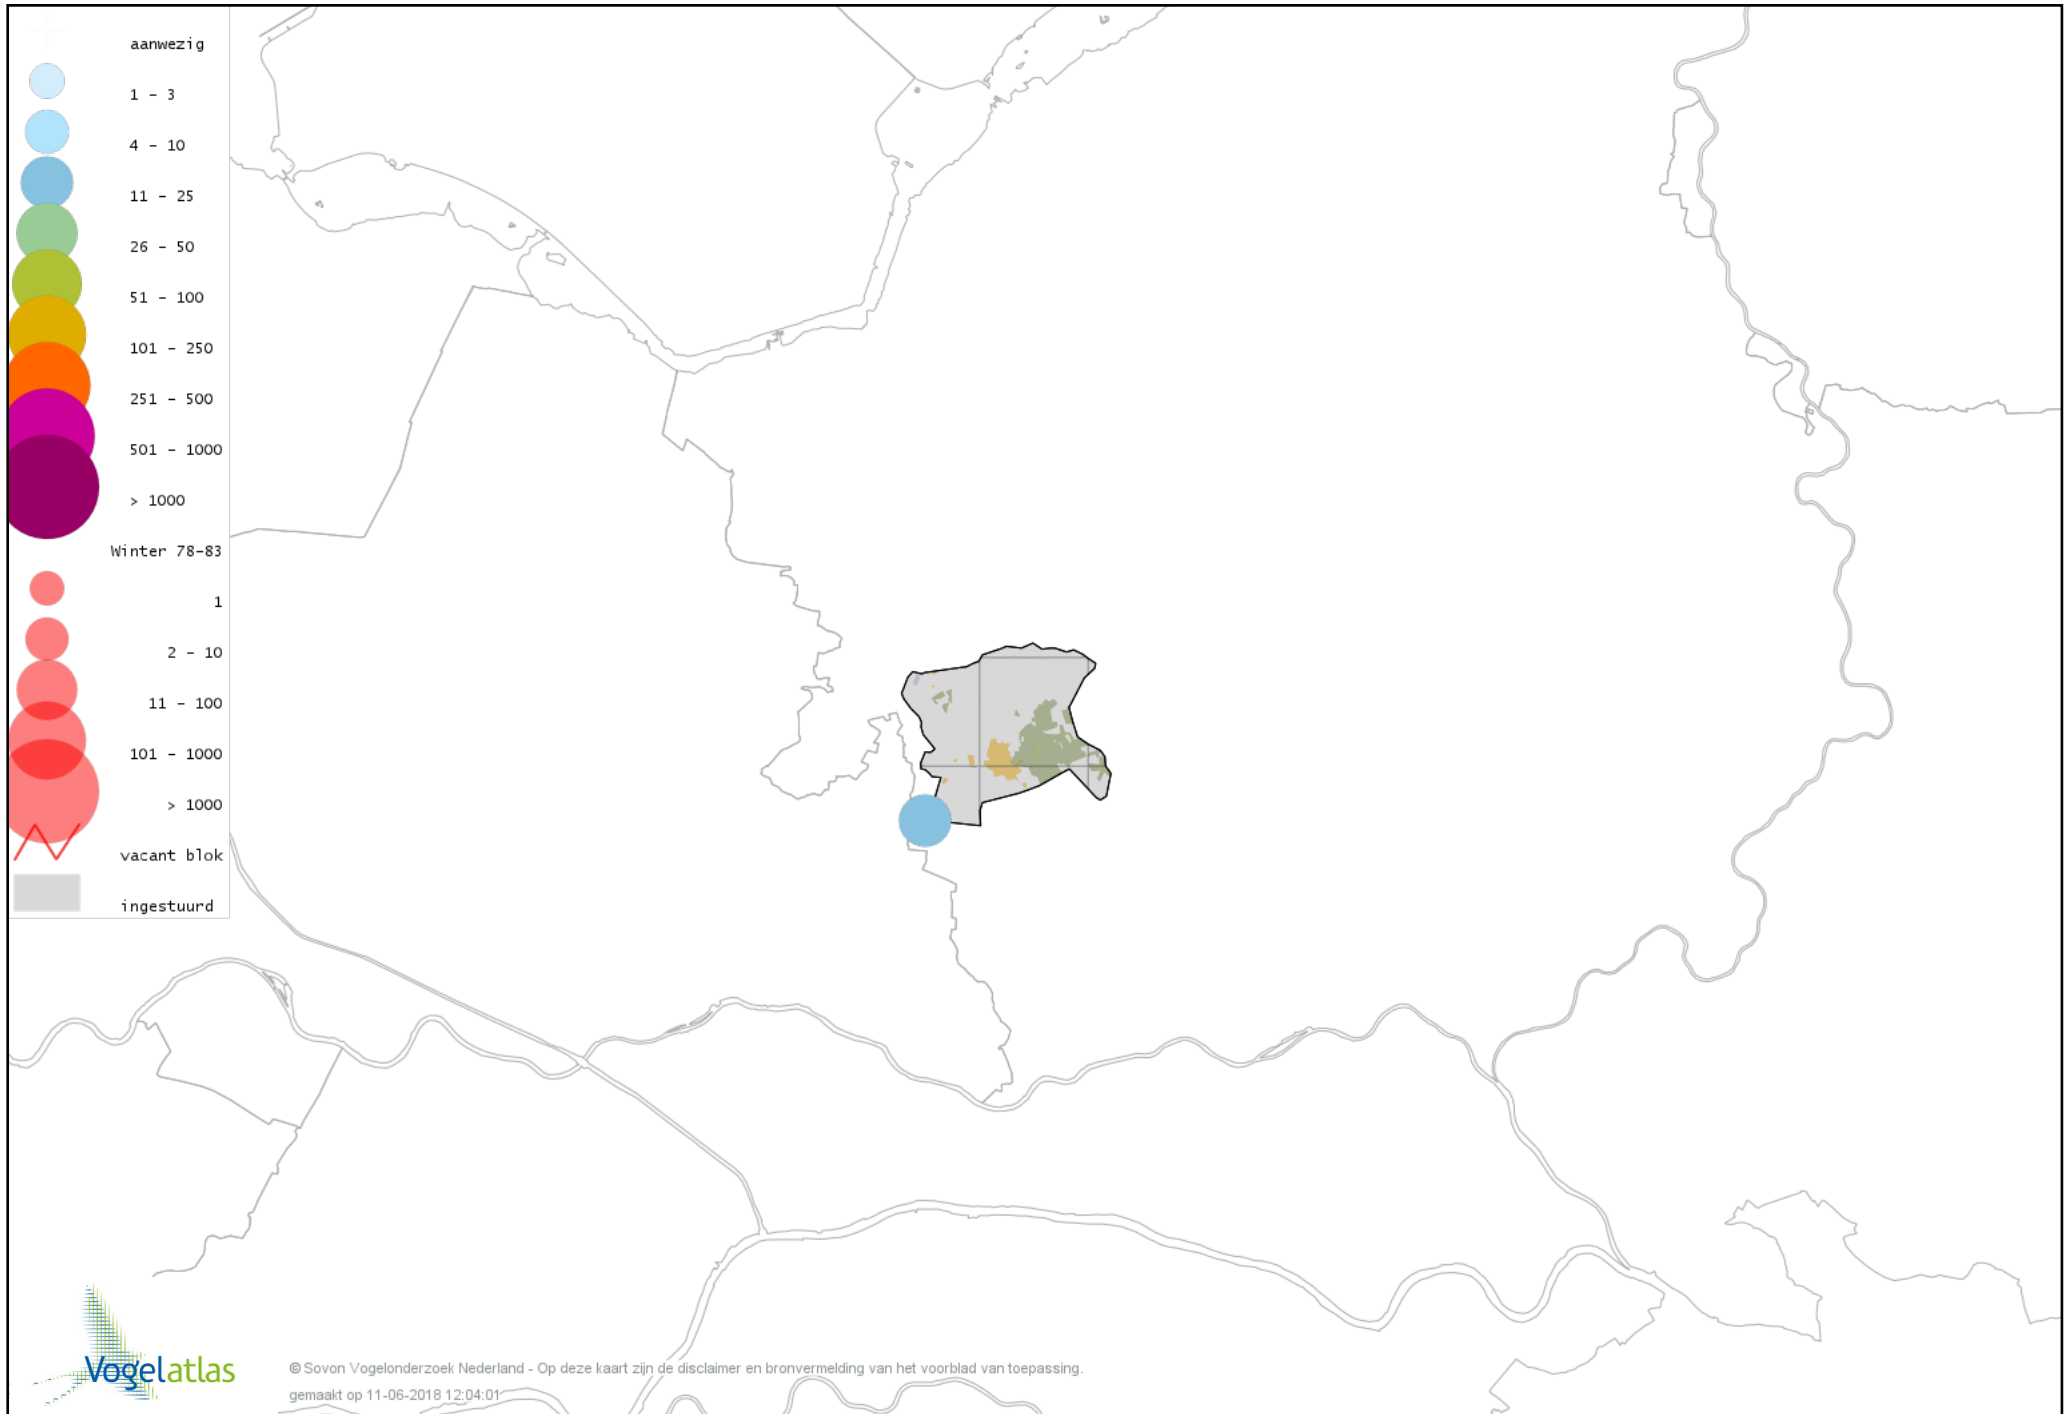 aanwezig
1 - 3
4 - 10
11 - 25
26 - 50
51 - 100
101 - 250
251 - 500
501 - 1000
> 1000
Winter 78-83
1
2 - 10
11 - 100
101 - 1000
> 1000
vacant blok
ingestuurd
Vogelatlas
© Sovon Vogelonderzoek Nederland - Op deze kaart zijn de disclaimer en bronvermelding van het voorblad van toepassing.
gemaakt op 11-06-2018 12:04:01